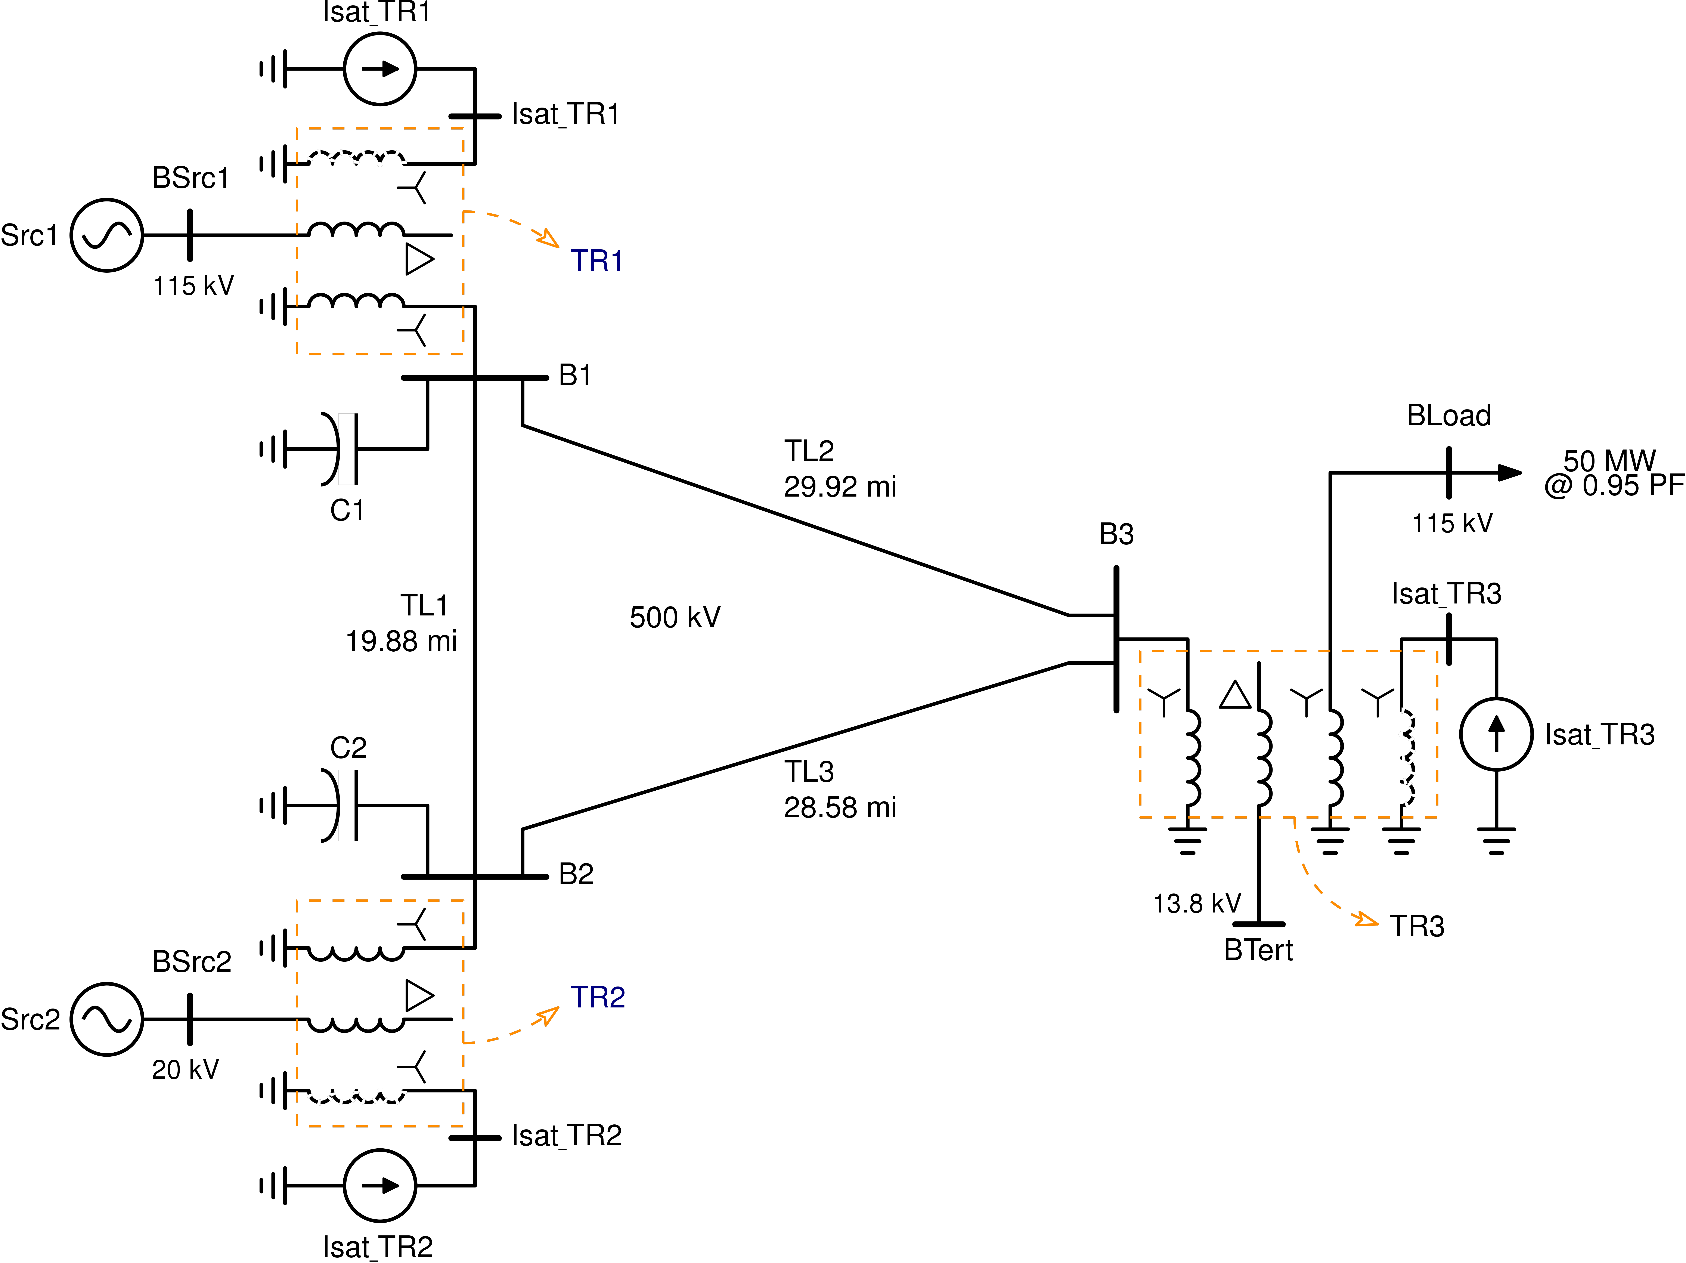 Isat_TR1
Isat_TR1
BSrc1
Src1
115 kV
TR1
B1
C1
TL2
29.92 mi
BLoad
50 MW
@ 0.95 PF
115 kV
B3
TL1
19.88 mi
500 kV
Isat_TR3
Isat_TR3
C2
TL3
28.58 mi
B2
13.8 kV
BTert
TR3
BSrc2
Src2
20 kV
TR2
Isat_TR2
Isat_TR2